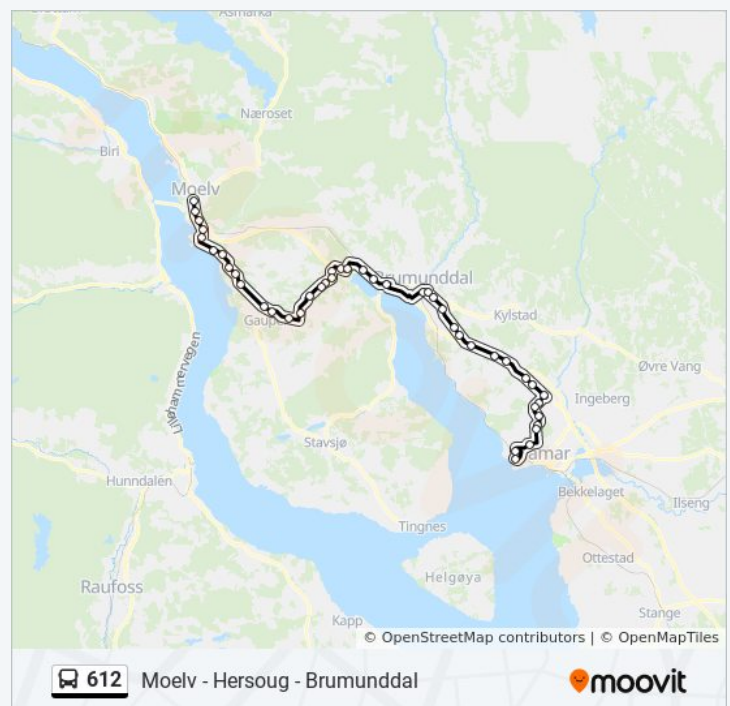 Åsmarka
Næroset
Biri
Moelv
Brumunddal
Kylstad
Gaupen
Øvre Vang
Lillehammervegen
Ingeberg
Stavsjø
Hamar
Hunndalen
Bekkelaget
Ilseng
Tingnes
Ottestad
Raufoss
Helgøya
Stange
Kapp
© OpenStreetMap contributors | © OpenMapTiles
612 Moelv - Hersoug - Brumunddal
moovit